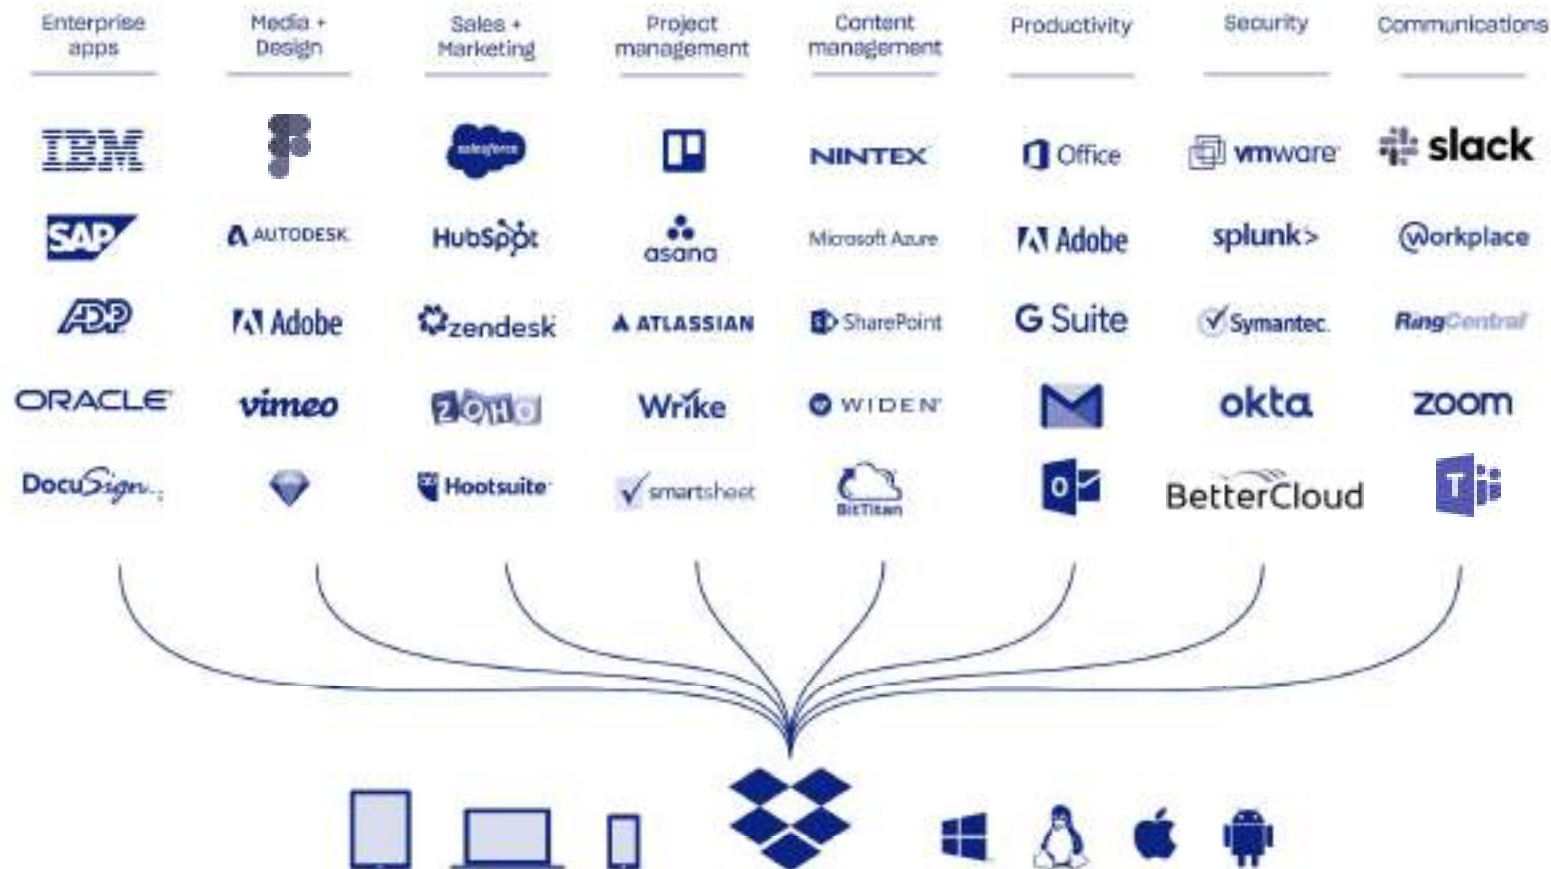 Enterprise apps
Media + Design
Sales + Marketing
Project management
Content management
Productivity
Security
Communications
IBM
salesforce
NINTEX
Office
vmware
slack
SAP
AUTODESK
HubSpot
asana
Microsoft Azure
Adobe
splunk>
workplace
ADP
Adobe
zendesk
ATLASSIAN
SharePoint
G Suite
Symantec.
RingCentral
ORACLE
vimeo
ZOHO
Wrike
WIDEN
okta
zoom
DocuSign
Hootsuite
smartsheet
BitTitan
O
BetterCloud
T